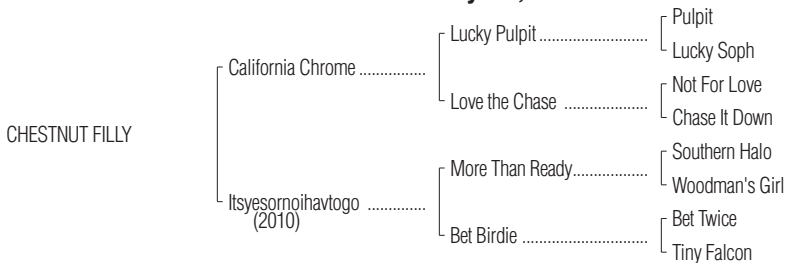 Pulpit
Lucky Pulpit
Lucky Soph
California Chrome
Not For Love
Love the Chase
Chase It Down
CHESTNUT FILLY
Southern Halo
More Than Ready
Woodman's Girl
Itsyesornoihavtogo
(2010)
Bet Twice
Bet Birdie
Tiny Falcon